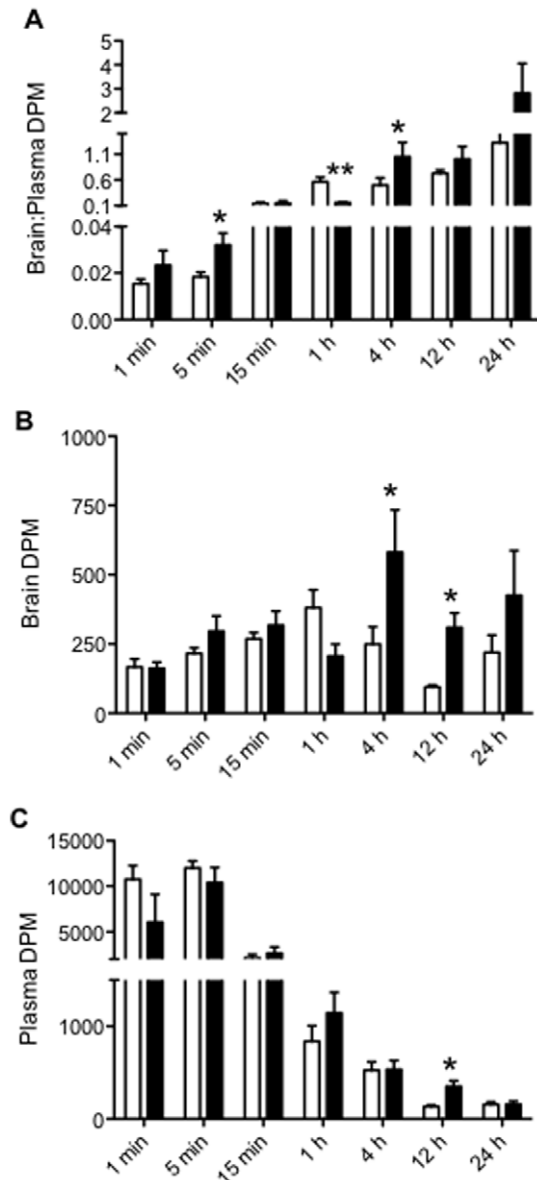 A
Brain:Plasma DPM
5
4
3
2
1.1
0.6
0.1
0.04
0.02
0.00
*
**
*
1 min
5 min
15 min
1 h
4 h
12 h
24 h
B
Brain DPM
1000
750
500
250
0
*
*
1 min
5 min
15 min
1 h
4 h
12 h
24 h
C
Plasma DPM
15000
10000
5000
1000
0
*
1 min
5 min
15 min
1 h
4 h
12 h
24 h